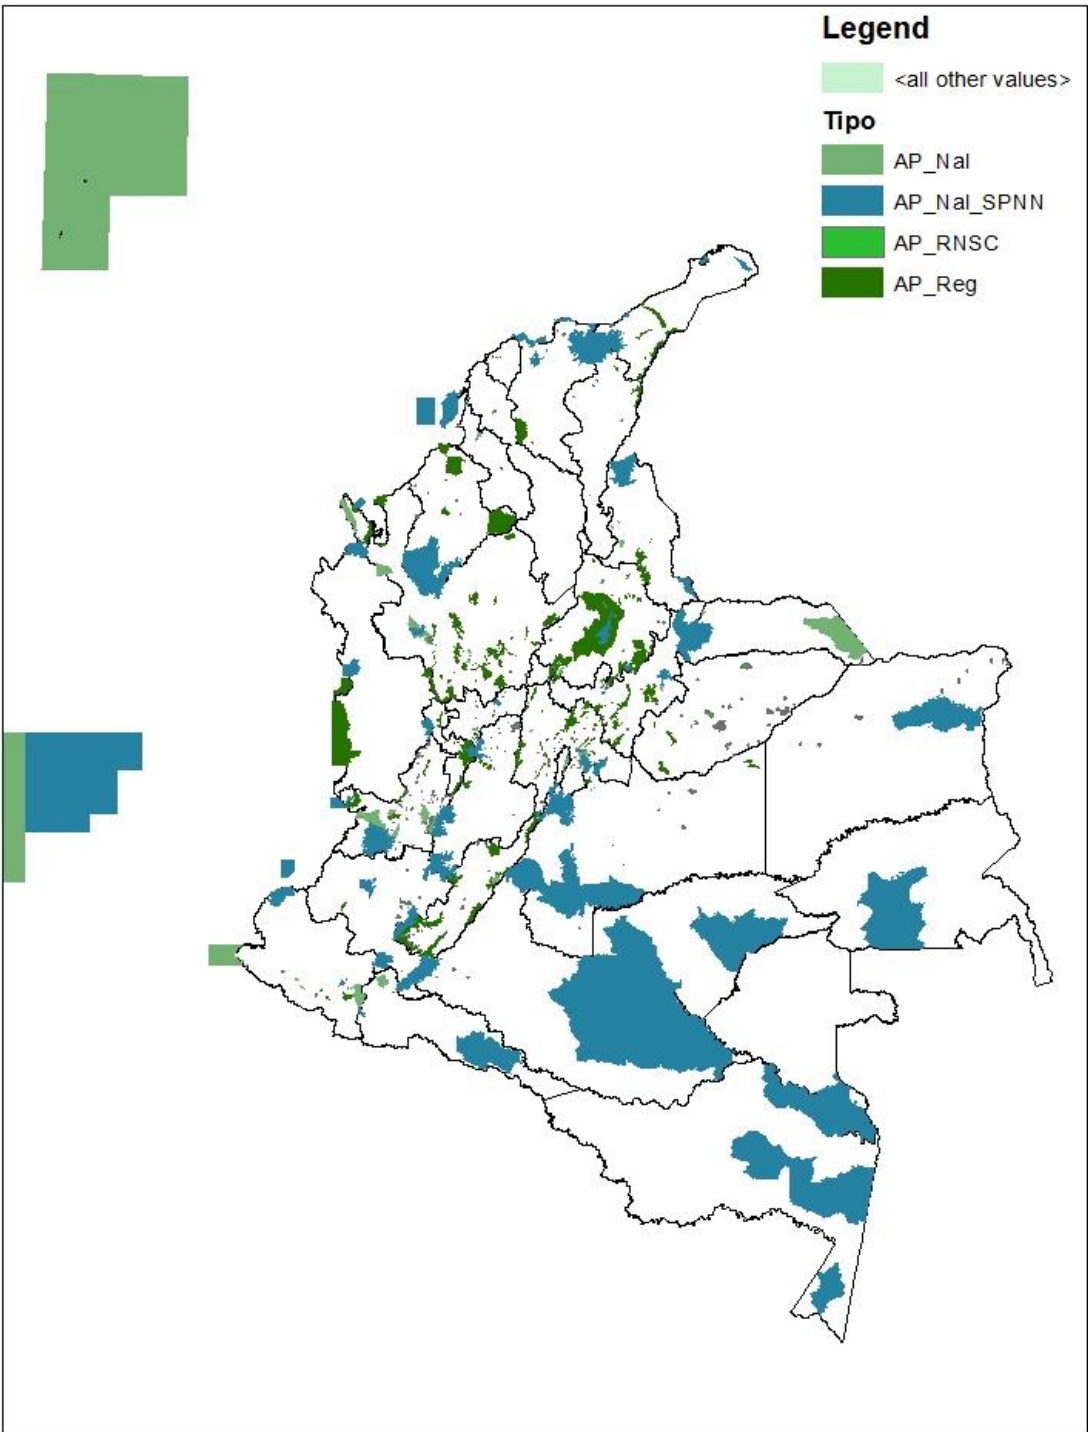 Legend
<all other values>
Tipo
AP_Nal
AP_Nal_SPNN
AP_RNSC
AP_Reg